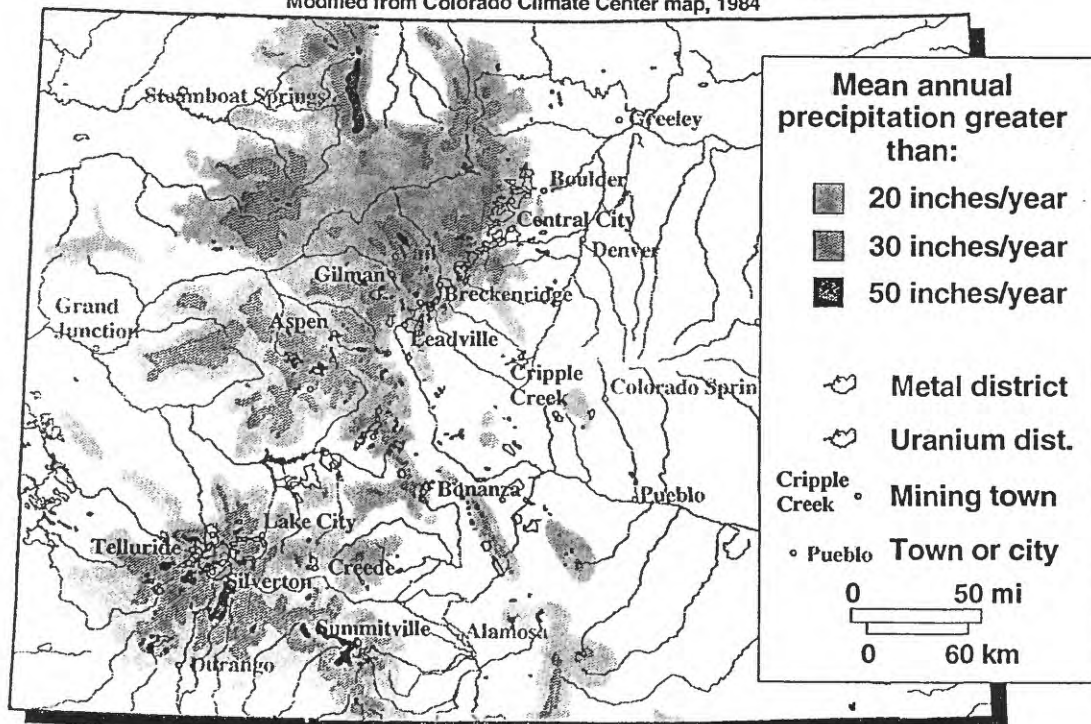 Modified from Colorado Climate Center map, 1984
Steamboat Springs
Greeley
Boulder
Central City
Denver
Gilman
Breckenridge
Grand
Junction
Aspen
Leadville
Cripple
Creek
Colorado Sprin
Bonanza
Pueblo
Lake City
Telluride
Creede
Silverton
Summitville
Alamosa
Durango
Mean annual
precipitation greater
than:
20 inches/year
30 inches/year
50 inches/year
Metal district
Uranium dist.
Cripple
Creek
Mining town
Pueblo
Town or city
0 50 mi
0 60 km